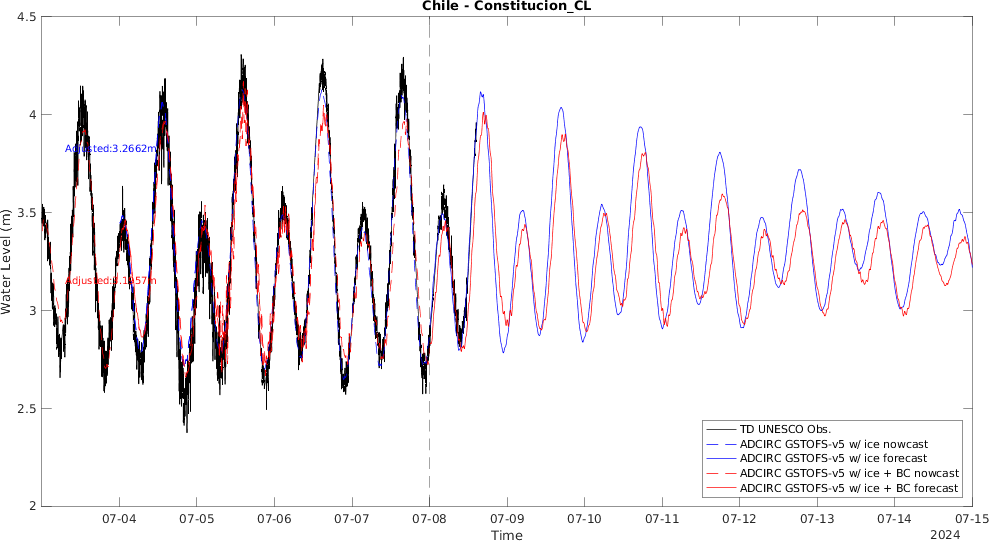 Chile - Constitucion_CL
4.5
4
3.5
3
2.5
2
Water Level (m)
Adjusted:3.2662m
07-04
07-05
07-06
07-07
07-08
07-09
07-10
07-11
07-12
07-13
07-14
07-15
Time
2024
TD UNESCO Obs.
ADCIRC GSTOFS-v5 w/ ice nowcast
ADCIRC GSTOFS-v5 w/ ice forecast
ADCIRC GSTOFS-v5 w/ ice + BC nowcast
ADCIRC GSTOFS-v5 w/ ice + BC forecast